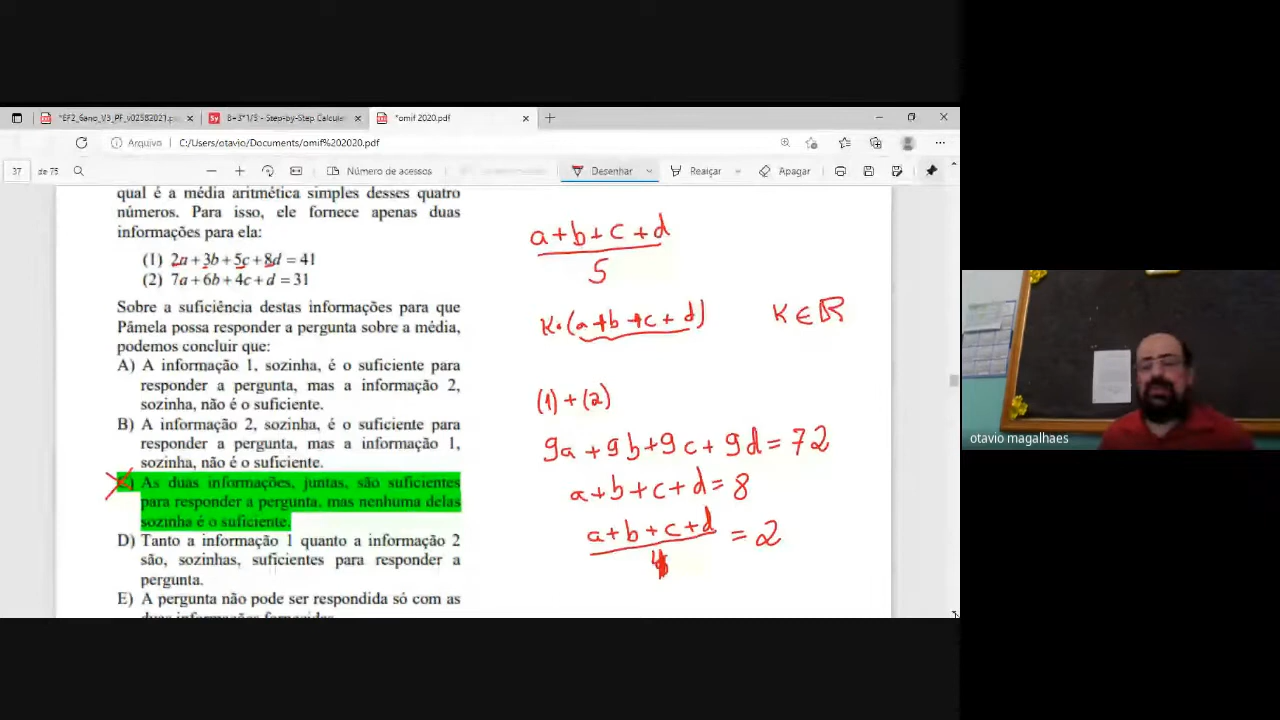 *EF2_6ano_V3_PF_v02582021.p
8=3*1/5 - Step-by-Step Calculato
*omif 2020.pdf
Arquivo
C:/Users/otavio/Documents/omif%202020.pdf
37
de 75
Número de acessos
Desenhar
Realçar
Apagar
qual é a média aritmética simples desses quatro
números. Para isso, ele fornece apenas duas
informações para ela:
(1) 2a + 3b + 5c + 8d = 41
(2) 7a + 6b + 4c + d = 31
Sobre a suficiência destas informações para que
Pâmela possa responder a pergunta sobre a média,
podemos concluir que:
A) A informação 1, sozinha, é o suficiente para
responder a pergunta, mas a informação 2,
sozinha, não é o suficiente.
B) A informação 2, sozinha, é o suficiente para
responder a pergunta, mas a informação 1,
sozinha, não é o suficiente.
C) As duas informações, juntas, são suficientes
para responder a pergunta, mas nenhuma delas
sozinha é o suficiente.
D) Tanto a informação 1 quanto a informação 2
são, sozinhas, suficientes para responder a
pergunta.
E) A pergunta não pode ser respondida só com as
duas informações fornecidas.
a+b+c+d
5
K•(a+b+c+d)
K∈ℝ
(1)+(2)
9a+9b+9c+9d=72
a+b+c+d=8
a+b+c+d = 2
4
otavio magalhaes